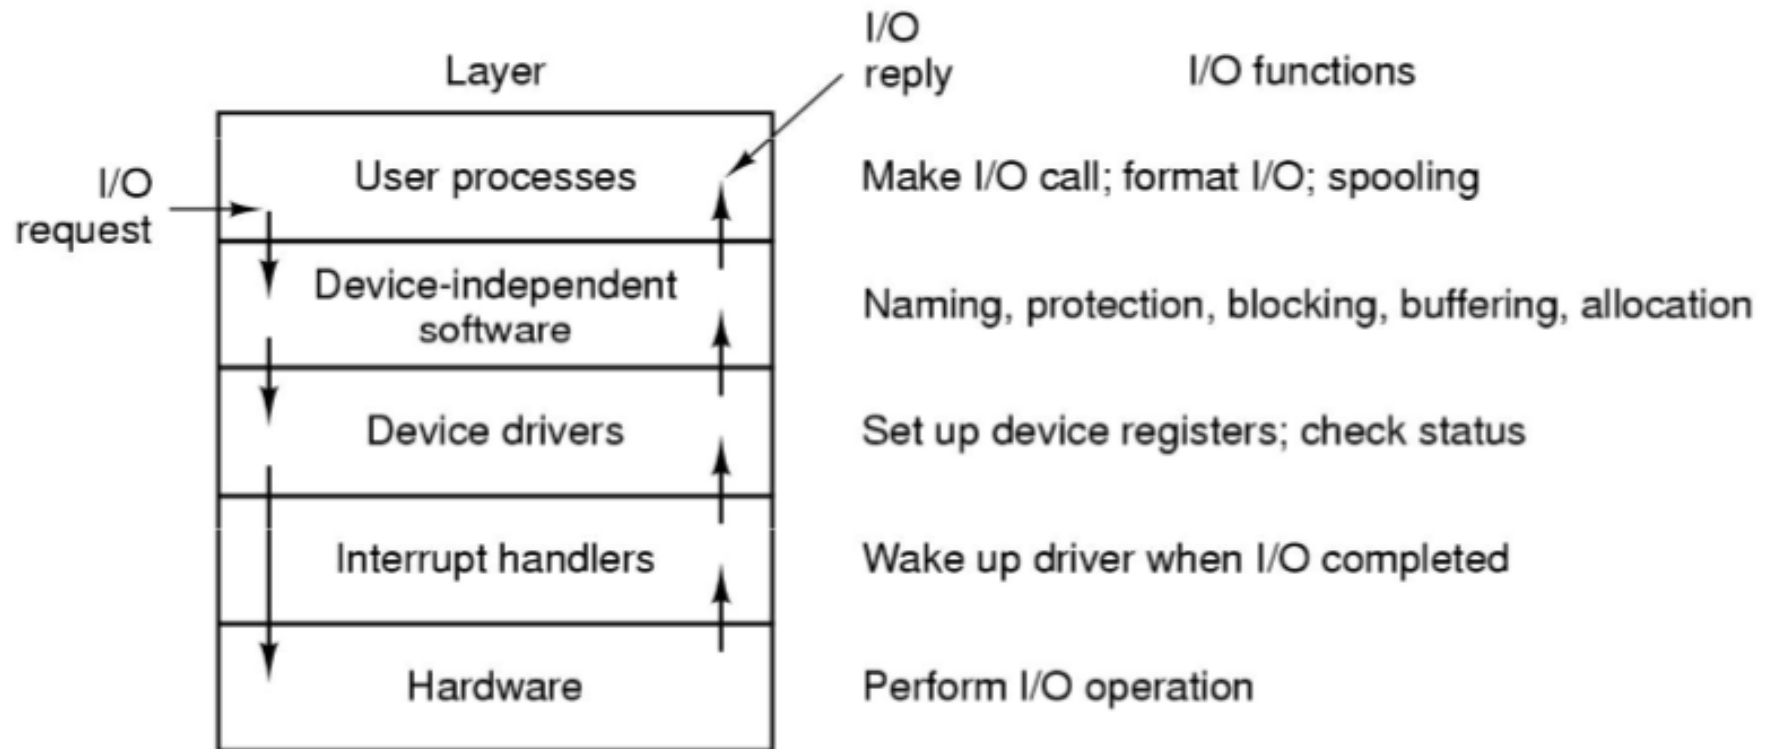 I/O
reply
Layer
I/O functions
I/O
request
User processes
Make I/O call; format I/O; spooling
Device-independent
software
Naming, protection, blocking, buffering, allocation
Device drivers
Set up device registers; check status
Interrupt handlers
Wake up driver when I/O completed
Hardware
Perform I/O operation